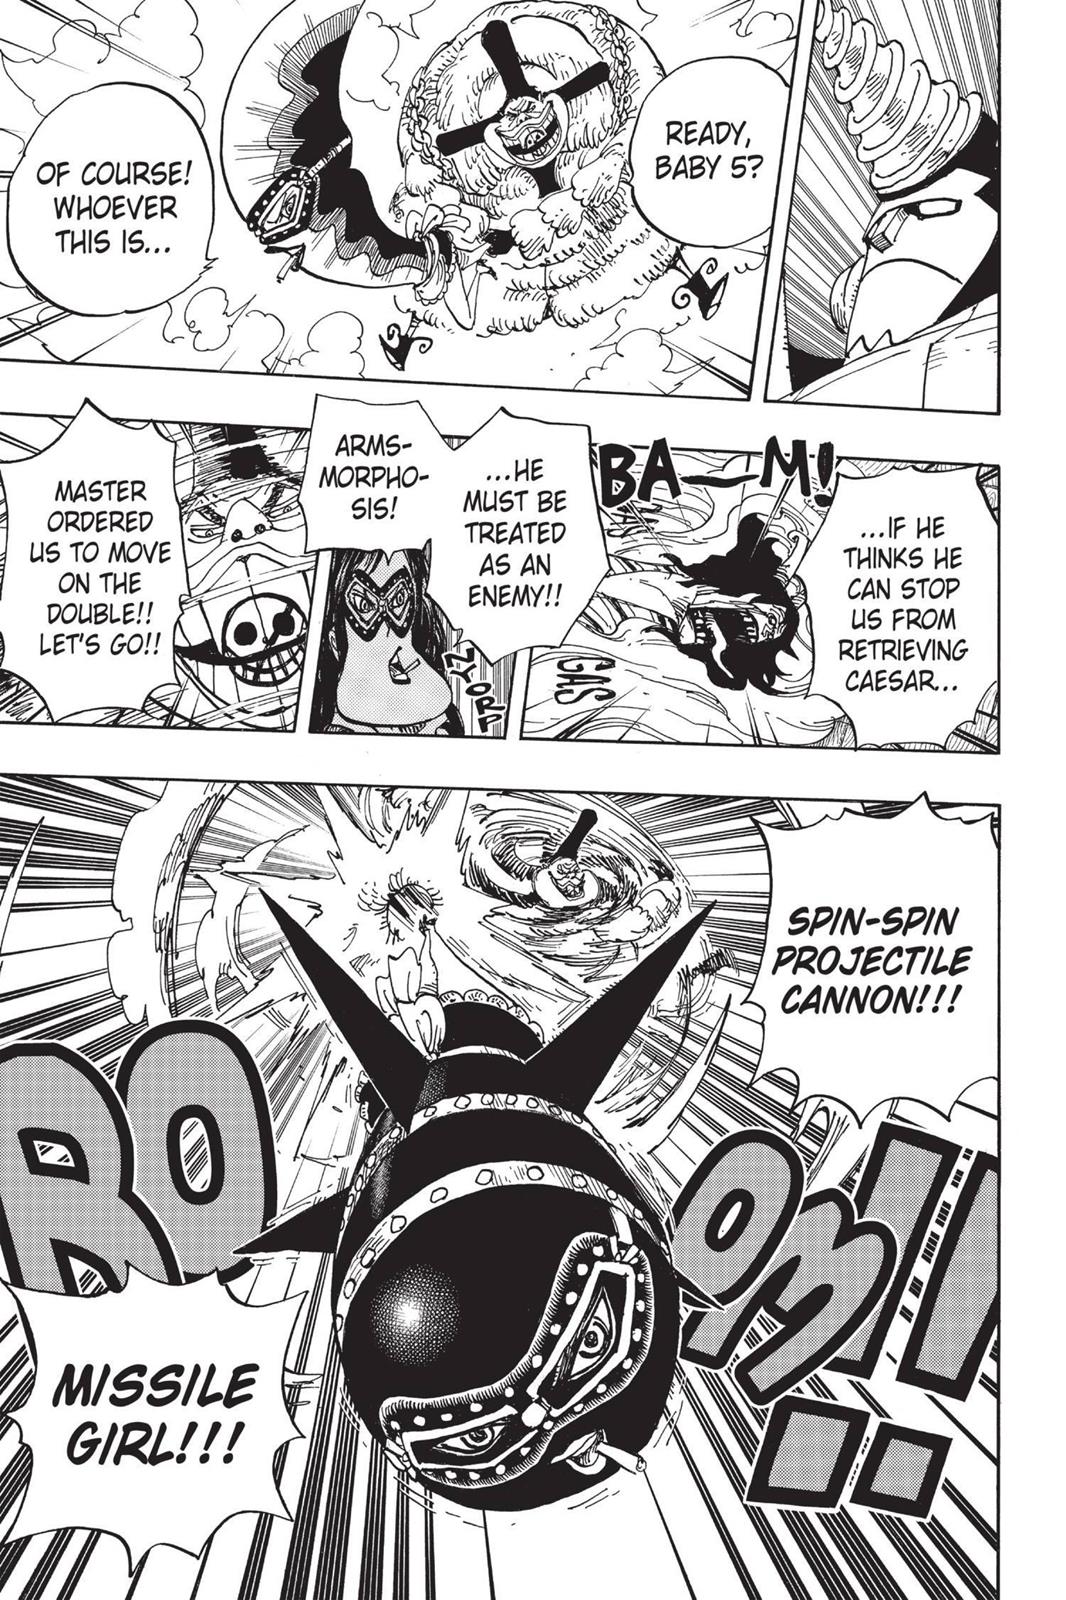 READY,
BABY 5?
OF COURSE!
WHOEVER
THIS IS...
...IF HE
THINKS HE
CAN STOP
US FROM
RETRIEVING
CAESAR...
BA—M!
GAS
...HE
MUST BE
TREATED
AS AN
ENEMY!!
ARMS-
MORPHO-
SIS!
MASTER
ORDERED
US TO MOVE
ON THE
DOUBLE!!
LET'S GO!!
SPIN-SPIN
PROJECTILE
CANNON!!!
ROOM!!
MISSILE
GIRL!!!